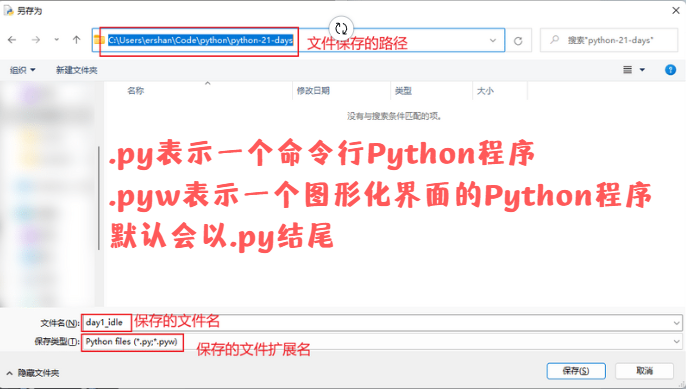 另存为
C:\Users\ershan\Code\python\python-21-days
搜索"python-21-days"
文件保存的路径
组织
新建文件夹
名称
修改日期
类型
大小
没有与搜索条件匹配的项。
.py表示一个命令行Python程序
.pyw表示一个图形化界面的Python程序
默认会以.py结尾
文件名(N):
day1_idle
保存的文件名
保存类型(T):
Python files (*.py;*.pyw)
保存的文件扩展名
隐藏文件夹
保存(S)
取消